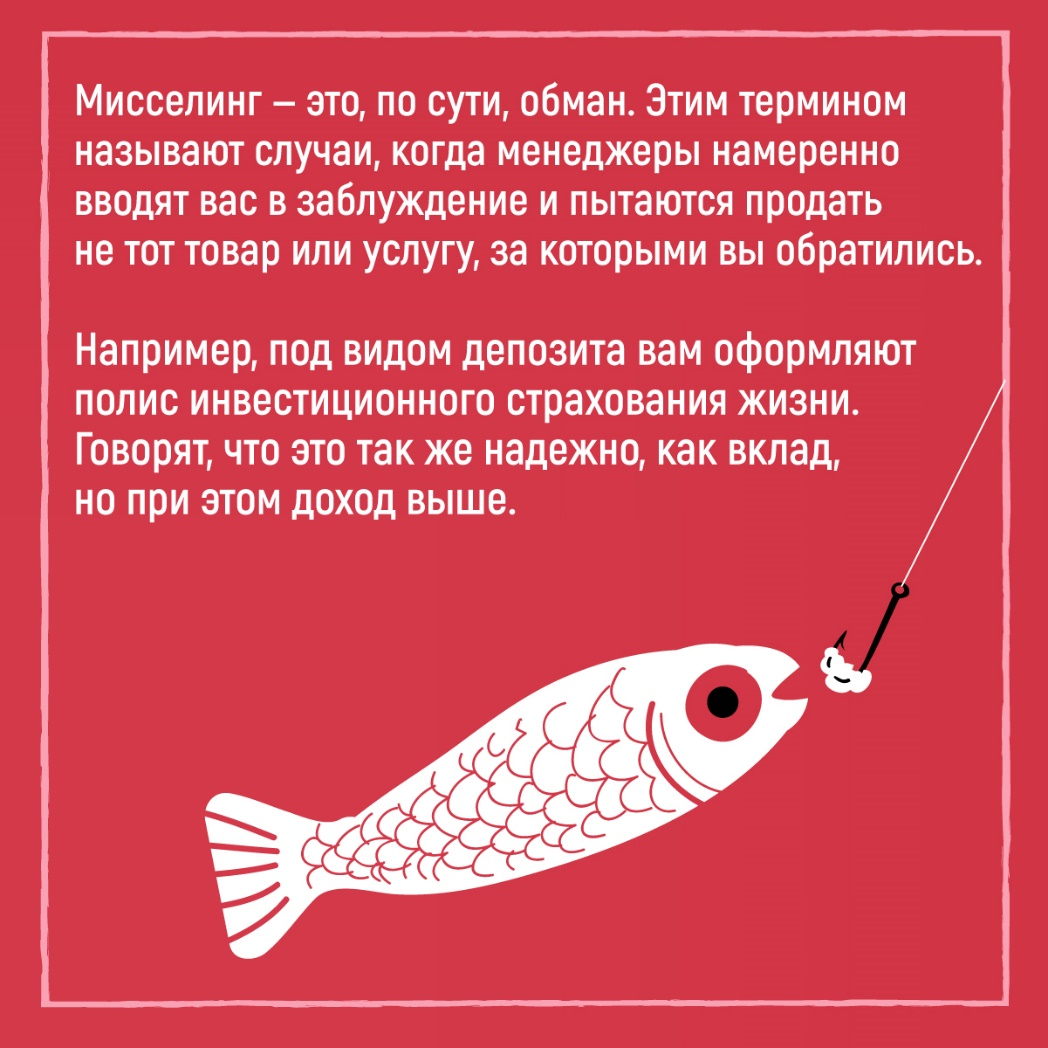 Мисселинг – это, по сути, обман. Этим термином
называют случаи, когда менеджеры намеренно
вводят вас в заблуждение и пытаются продать
не тот товар или услугу, за которыми вы обратились.
Например, под видом депозита вам оформляют
полис инвестиционного страхования жизни.
Говорят, что это так же надежно, как вклад,
но при этом доход выше.